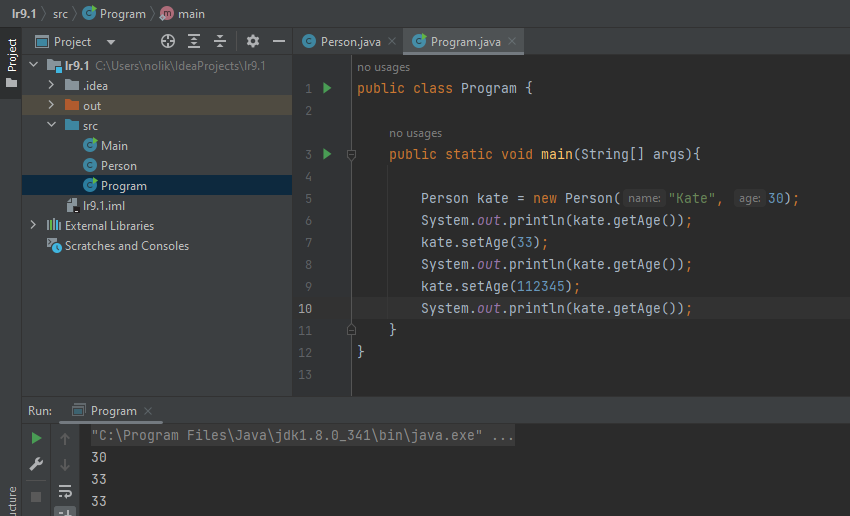 lr9.1 src Program main
Project
Project
Person.java
Program.java
lr9.1 C:\Users\nolik\IdeaProjects\lr9.1
.idea
out
src
Main
Person
Program
lr9.1.iml
External Libraries
Scratches and Consoles
no usages
1 public class Program {
2
no usages
3 public static void main(String[] args){
4
5 Person kate = new Person( name: "Kate", age: 30);
6 System.out.println(kate.getAge());
7 kate.setAge(33);
8 System.out.println(kate.getAge());
9 kate.setAge(112345);
10 System.out.println(kate.getAge());
11 }
12 }
13
Run: Program
"C:\Program Files\Java\jdk1.8.0_341\bin\java.exe" ...
30
33
33